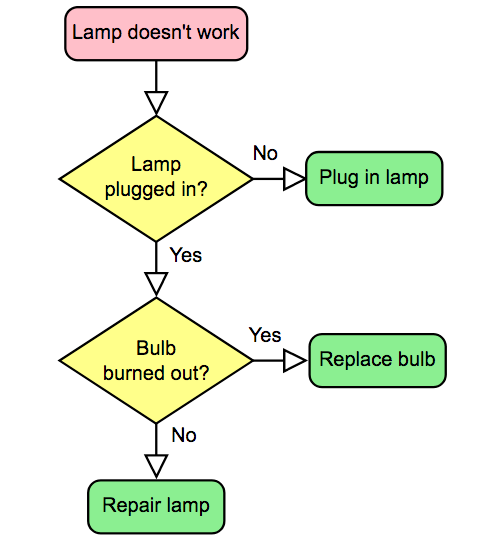 Lamp doesn't work
Lamp
plugged in?
No
Plug in lamp
Yes
Bulb
burned out?
Yes
Replace bulb
No
Repair lamp